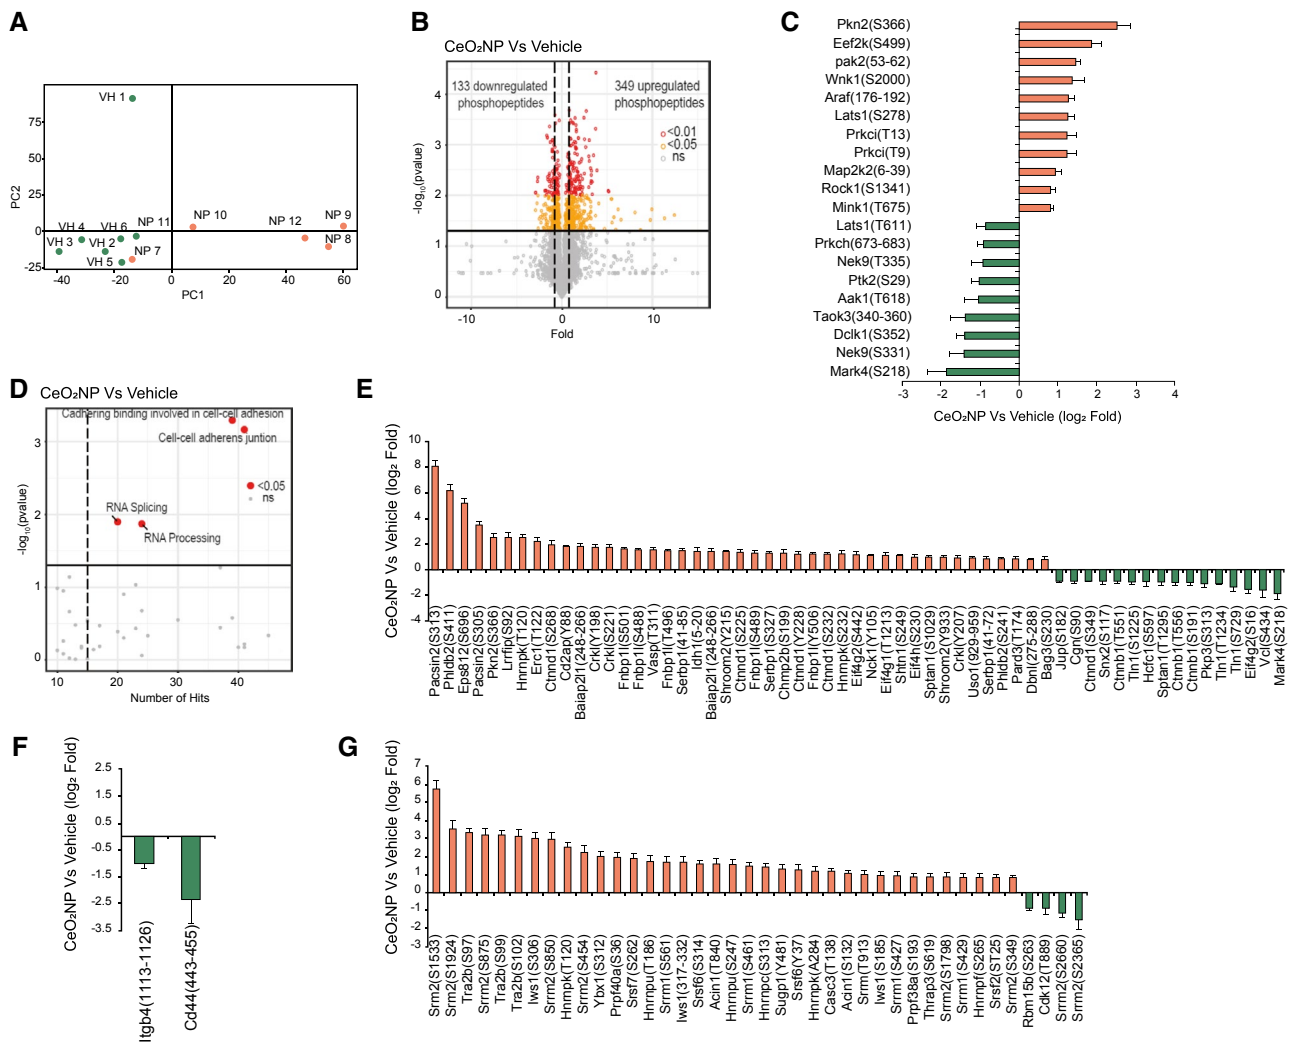 A
VH 1
75
50
25
0
-25
PC2
VH 4
VH 6
NP 11
NP 10
NP 12
NP 9
VH 3
VH 2
NP 7
NP 8
VH 5
-40
-20
0
20
40
60
PC1
B
CeO₂NP Vs Vehicle
133 downregulated
phosphopeptides
349 upregulated
phosphopeptides
<0.01
<0.05
ns
4
3
2
1
0
-log₁₀(pvalue)
-10
0
10
Fold
C
Pkn2(S366)
Eef2k(S499)
pak2(53-62)
Wnk1(S2000)
Araf(176-192)
Lats1(S278)
Prkci(T13)
Prkci(T9)
Map2k2(6-39)
Rock1(S1341)
Mink1(T675)
Lats1(T611)
Prkch(673-683)
Nek9(T335)
Ptk2(S29)
Aak1(T618)
Taok3(340-360)
Dclk1(S352)
Nek9(S331)
Mark4(S218)
-3
-2
-1
0
1
2
3
4
CeO₂NP Vs Vehicle (log₂ Fold)
D
CeO₂NP Vs Vehicle
Cadhering binding involved in cell-cell adhesion
Cell-cell adherens juntion
<0.05
ns
RNA Splicing
RNA Processing
3
2
1
0
-log₁₀(pvalue)
10
20
30
40
Number of Hits
E
CeO₂NP Vs Vehicle (log₂ Fold)
10
8
6
4
2
0
-2
-4
Pacsin2(S313)
Phldb2(S411)
Eps8l2(S696)
Pacsin2(S305)
Pkn2(S366)
Lrrfip(S92)
Hnrnpk(T120)
Erc1(T122)
Ctnnd1(S268)
Cd2ap(Y88)
Baiap2l1(248-266)
Crkl(Y198)
Crkl(S221)
Fnbp1l(S501)
Fnbp1l(S488)
Vasp(T311)
Fnbp1l(T496)
Serbp1(41-85)
Idh1(5-20)
Baiap2l1(248-266)
Shroom2(Y215)
Ctnnd1(S225)
Fnbp1l(S489)
Serbp1(S327)
Chmp2b(S199)
Ctnnd1(Y228)
Fnbp1l(Y506)
Ctnnd1(S232)
Hnrnpk(S232)
Eif4g2(S442)
Nck1(Y105)
Eif4g1(T1213)
Shtn1(S249)
Eif4h(S230)
Sptan1(S1029)
Shroom2(Y933)
Crkl(Y207)
Uso1(929-959)
Serbp1(41-72)
Phldb2(S241)
Pard3(T174)
Dbnl(275-288)
Bag3(S230)
Jup(S182)
Cgn(S90)
Ctnnd1(S349)
Snx2(S117)
Ctnnb1(T551)
Tln1(S1225)
Hcfc1(S597)
Sptan1(T1295)
Ctnnb1(T556)
Ctnnb1(S191)
Pkp3(S313)
Tln1(T1234)
Tln1(S729)
Eif4g2(S16)
Vcl(S434)
Mark4(S218)
F
CeO₂NP Vs Vehicle (log₂ Fold)
2.5
1.5
0.5
-0.5
-1.5
-2.5
-3.5
Itgb4(1113-1126)
Cd44(443-455)
G
CeO₂NP Vs Vehicle (log₂ Fold)
7
6
5
4
3
2
1
0
-1
-2
-3
Srrm2(S1533)
Srrm2(S1924)
Tra2b(S97)
Srrm2(S875)
Tra2b(S99)
Tra2b(S102)
Iws1(S306)
Srrm2(S850)
Hnrnpk(T120)
Srrm2(S454)
Ybx1(S312)
Prpf40a(S36)
Srsf7(S262)
Hnrnpu(T186)
Srrm1(S561)
Iws1(317-332)
Srsf6(S314)
Acin1(T840)
Hnrnpu(S247)
Srrm1(S461)
Hnrnpc(S313)
Sugp1(Y481)
Srsf6(Y37)
Hnrnpk(A284)
Casc3(T138)
Acin1(S132)
Srrm(T913)
Iws1(S185)
Srrm1(S427)
Prpf38a(S193)
Thrap3(S619)
Srrm2(S1798)
Srrm1(S429)
Hnrnpf(S265)
Srsf2(ST25)
Srrm2(S349)
Rbm15b(S263)
Cdk12(T889)
Srrm2(S2660)
Srrm2(S2365)